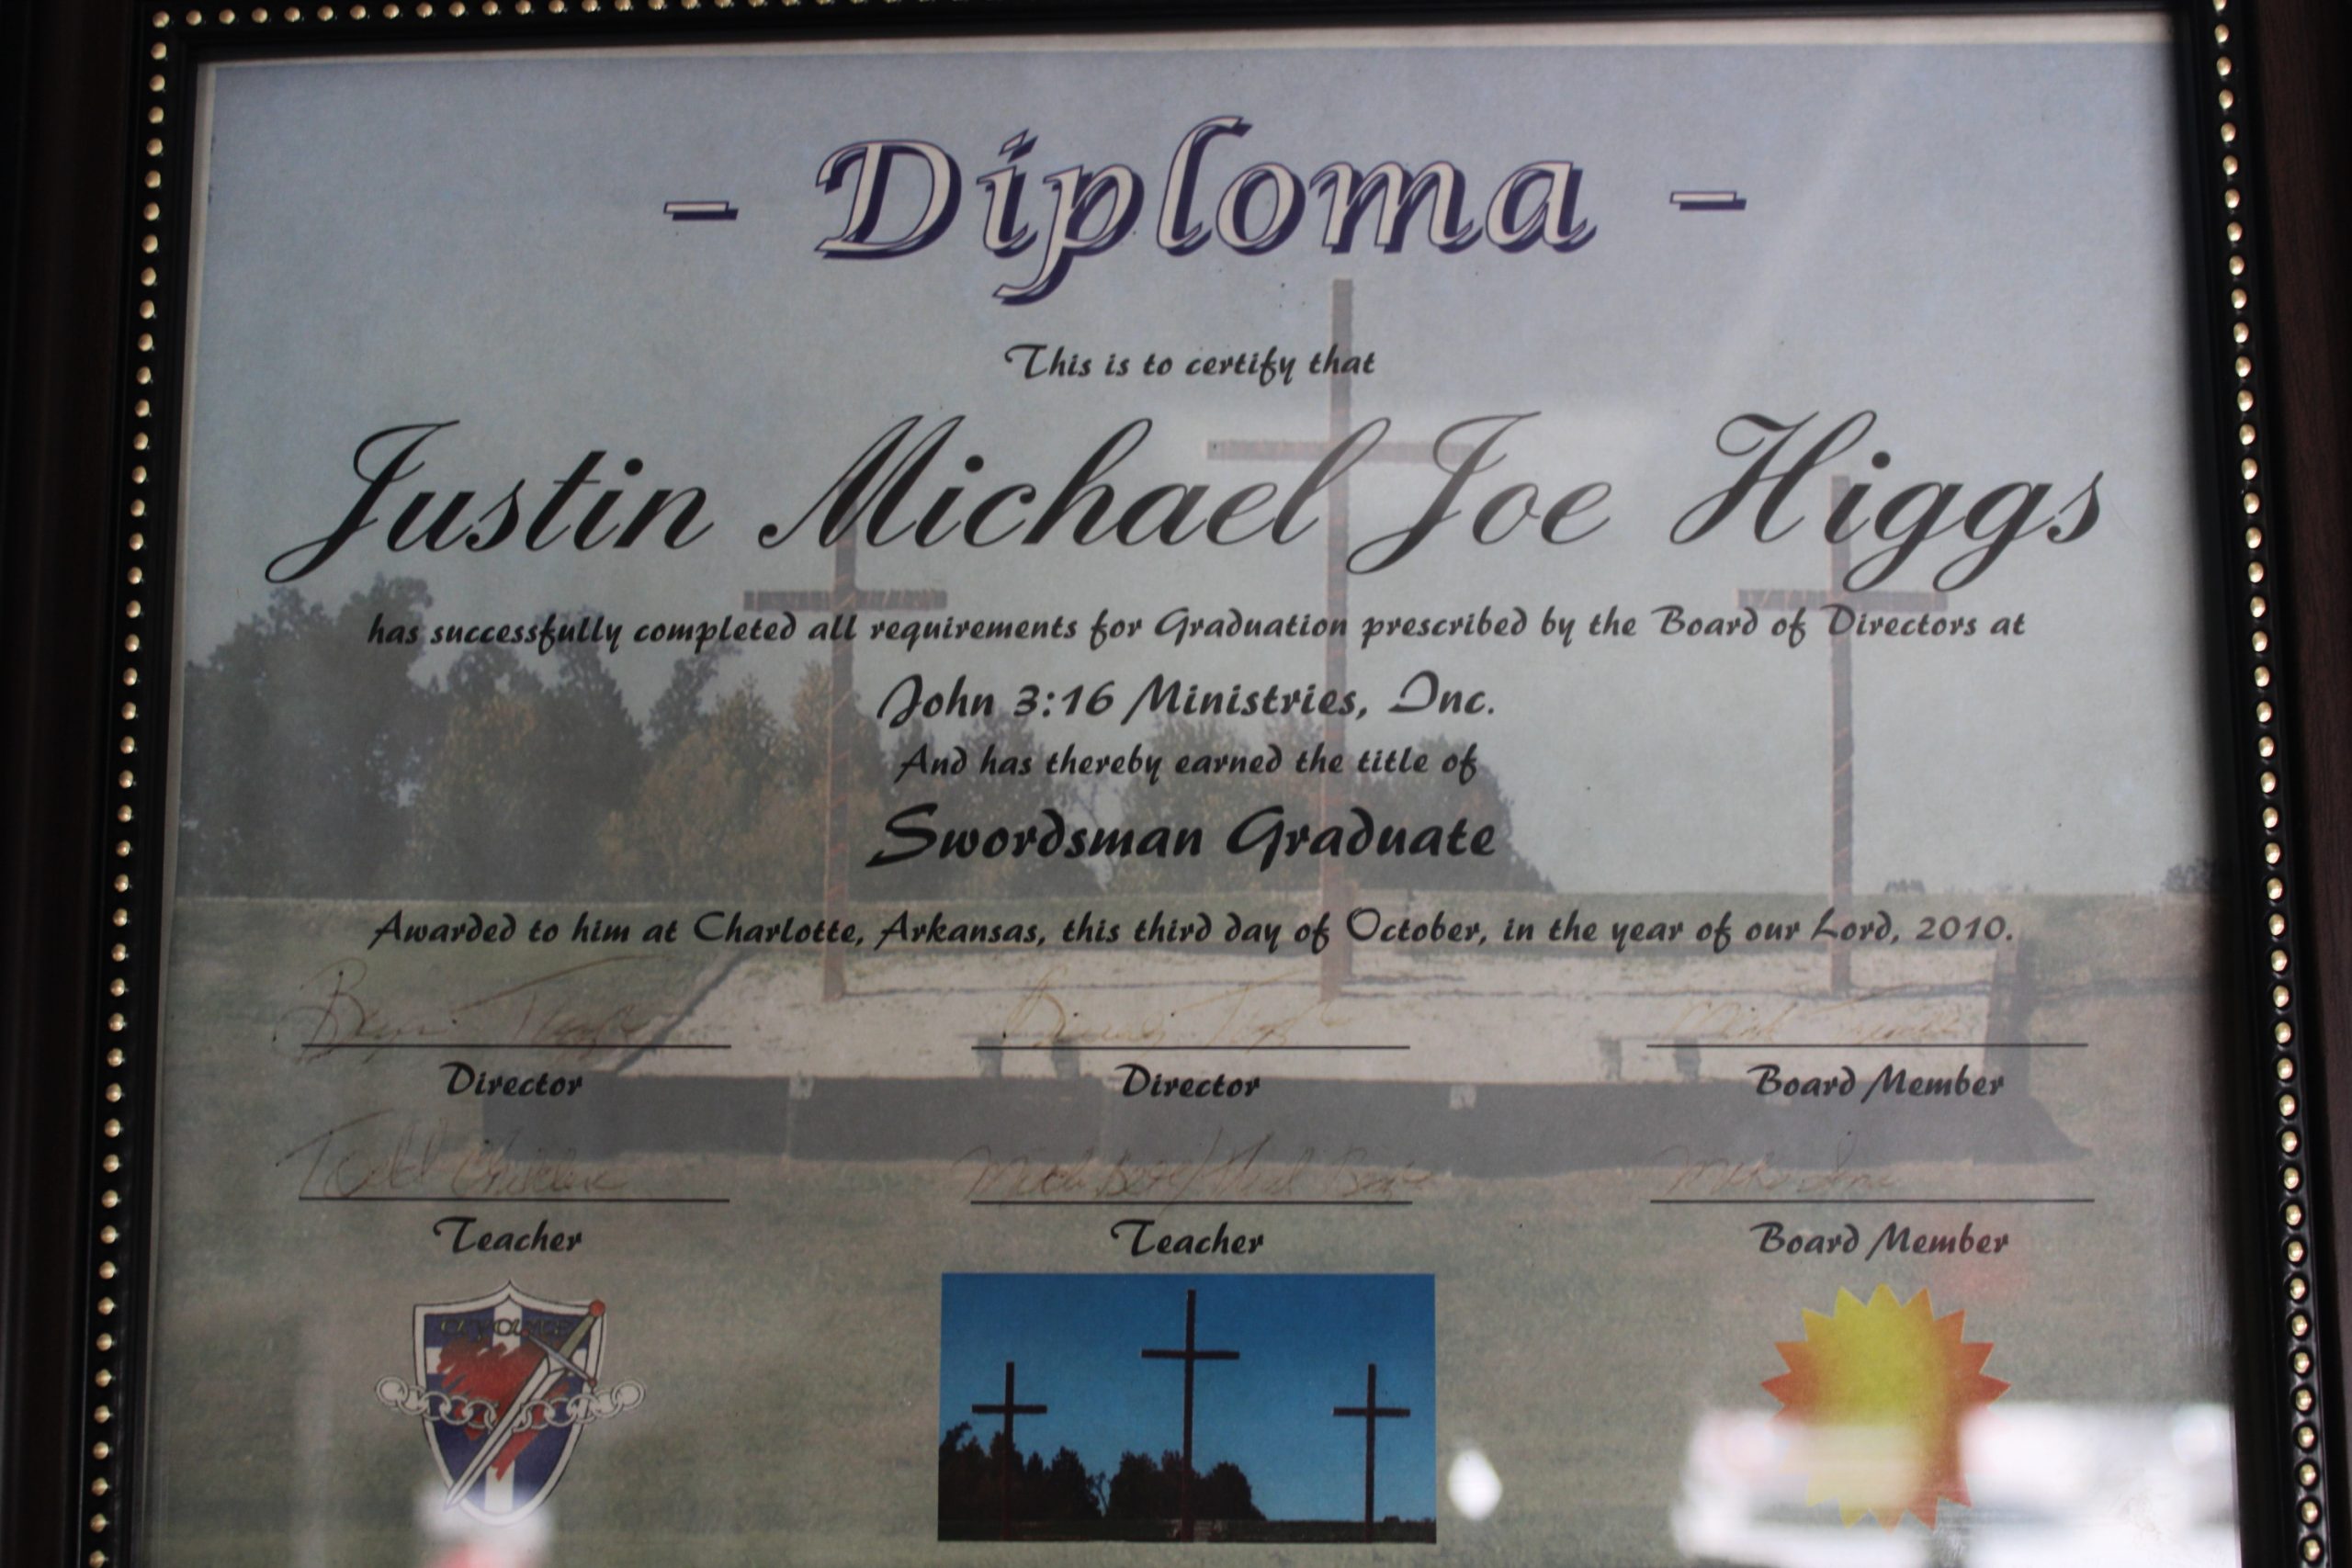 - Diploma -
This is to certify that
Justin Michael Joe Higgs
has successfully completed all requirements for Graduation prescribed by the Board of Directors at
John 3:16 Ministries, Inc.
And has thereby earned the title of
Swordsman Graduate
Awarded to him at Charlotte, Arkansas, this third day of October, in the year of our Lord, 2010.
Director Director Board Member
Todd
Teacher Teacher Board Member